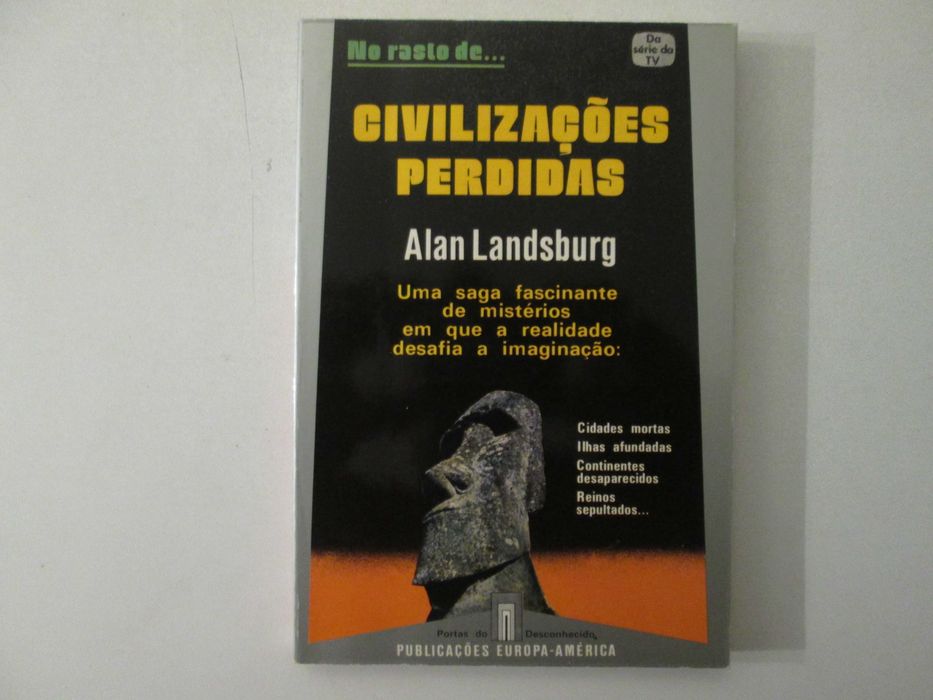 No rasto de...
Da
série da
TV
CIVILIZAÇÕES
PERDIDAS
Alan Landsburg
Uma saga fascinante
de mistérios
em que a realidade
desafia a imaginação:
Cidades mortas
Ilhas afundadas
Continentes
desaparecidos
Reinos
sepultados...
Portas do Desconhecido
PUBLICAÇÕES EUROPA-AMÉRICA